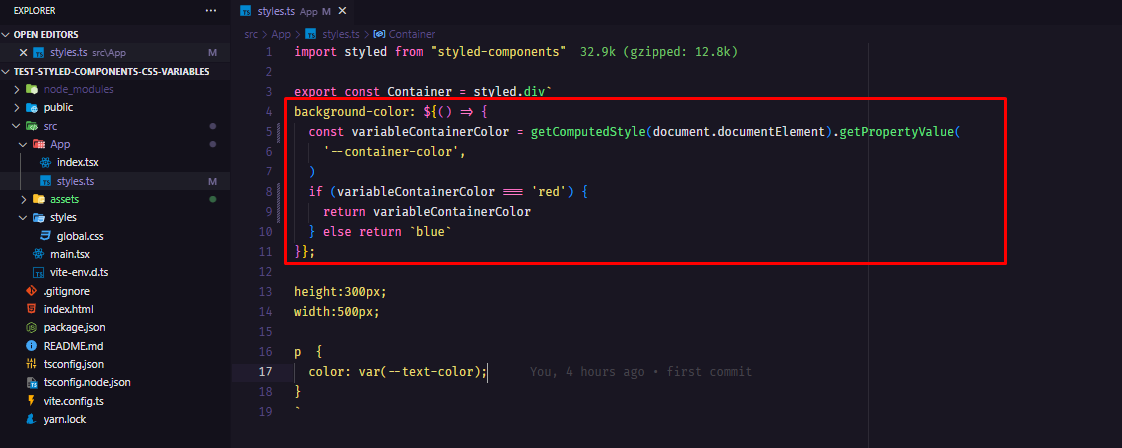 EXPLORER ...
OPEN EDITORS
styles.ts src\App M
TEST-STYLED-COMPONENTS-CSS-VARIABLES
node_modules
public
src
App
index.tsx
styles.ts M
assets
styles
global.css
main.tsx
vite-env.d.ts
.gitignore
index.html
package.json
README.md
tsconfig.json
tsconfig.node.json
vite.config.ts
yarn.lock
styles.ts App M
src > App > styles.ts > Container
1 import styled from "styled-components" 32.9k (gzipped: 12.8k)
2
3 export const Container = styled.div`
4 background-color: ${() => {
5 const variableContainerColor = getComputedStyle(document.documentElement).getPropertyValue(
6 '--container-color',
7 )
8 if (variableContainerColor === 'red') {
9 return variableContainerColor
10 } else return `blue`
11 }};
12
13 height:300px;
14 width:500px;
15
16 p {
17 color: var(--text-color); You, 4 hours ago • first commit
18 }
19 `